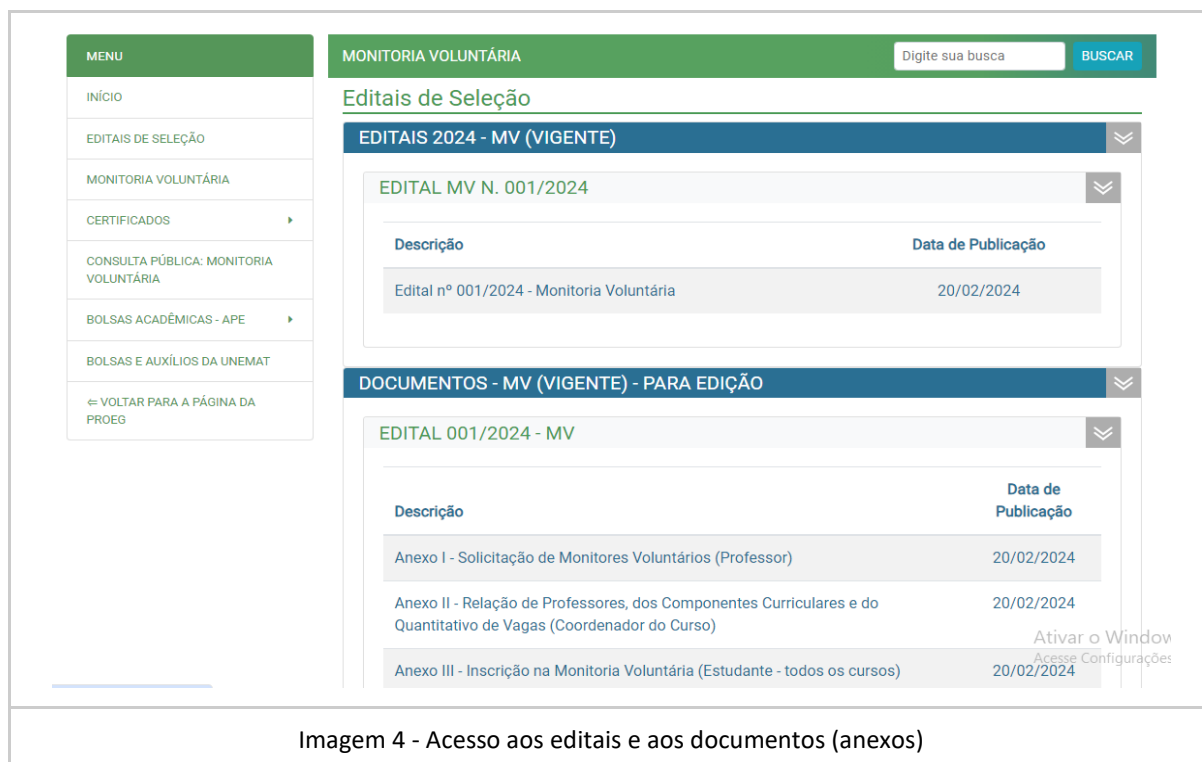 MENU
INÍCIO
EDITAIS DE SELEÇÃO
MONITORIA VOLUNTÁRIA
CERTIFICADOS
CONSULTA PÚBLICA: MONITORIA
VOLUNTÁRIA
BOLSAS ACADÊMICAS - APE
BOLSAS E AUXÍLIOS DA UNEMAT
⇐ VOLTAR PARA A PÁGINA DA
PROEG
MONITORIA VOLUNTÁRIA
Digite sua busca
BUSCAR
Editais de Seleção
EDITAIS 2024 - MV (VIGENTE)
EDITAL MV N. 001/2024
Descrição Data de Publicação
Edital nº 001/2024 - Monitoria Voluntária 20/02/2024
DOCUMENTOS - MV (VIGENTE) - PARA EDIÇÃO
EDITAL 001/2024 - MV
Data de
Descrição Publicação
Anexo I - Solicitação de Monitores Voluntários (Professor) 20/02/2024
Anexo II - Relação de Professores, dos Componentes Curriculares e do 20/02/2024
Quantitativo de Vagas (Coordenador do Curso)
Ativar o Window
Acesse Configurações
Anexo III - Inscrição na Monitoria Voluntária (Estudante - todos os cursos) 20/02/2024
Imagem 4 - Acesso aos editais e aos documentos (anexos)